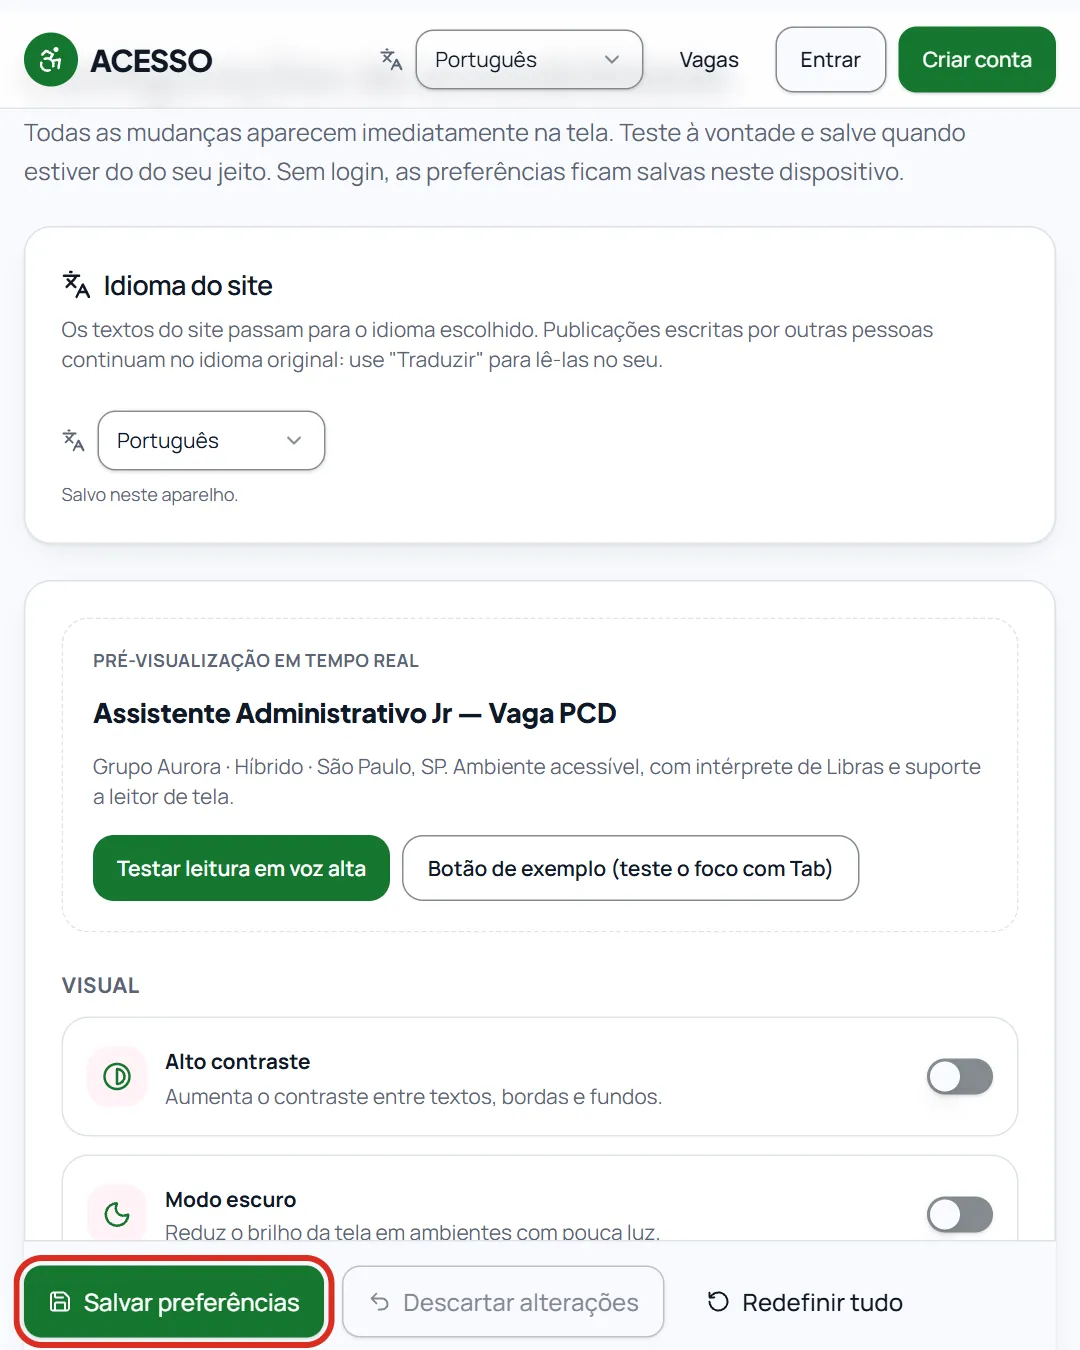 ACESSO
Português
Vagas
Entrar
Criar conta
Todas as mudanças aparecem imediatamente na tela. Teste à vontade e salve quando
estiver do do seu jeito. Sem login, as preferências ficam salvas neste dispositivo.
Idioma do site
Os textos do site passam para o idioma escolhido. Publicações escritas por outras pessoas
continuam no idioma original: use "Traduzir" para lê-las no seu.
Português
Salvo neste aparelho.
PRÉ-VISUALIZAÇÃO EM TEMPO REAL
Assistente Administrativo Jr — Vaga PCD
Grupo Aurora · Híbrido · São Paulo, SP. Ambiente acessível, com intérprete de Libras e suporte
a leitor de tela.
Testar leitura em voz alta
Botão de exemplo (teste o foco com Tab)
VISUAL
Alto contraste
Aumenta o contraste entre textos, bordas e fundos.
Modo escuro
Reduz o brilho da tela em ambientes com pouca luz.
Salvar preferências
Descartar alterações
Redefinir tudo